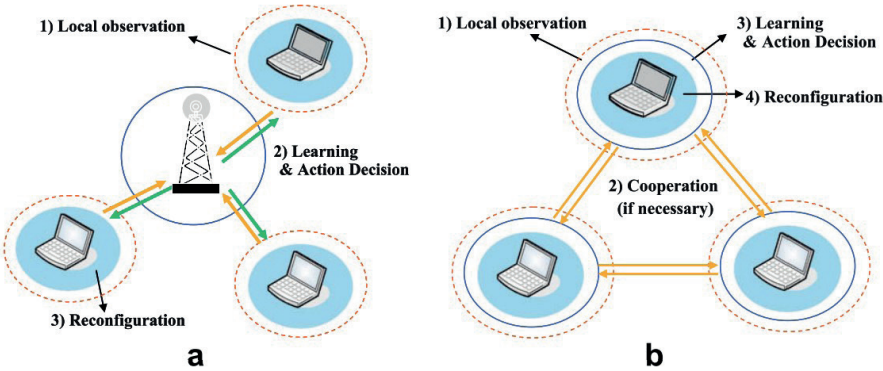 1) Local observation
2) Learning
& Action Decision
3) Reconfiguration
a
1) Local observation
3) Learning
& Action Decision
4) Reconfiguration
2) Cooperation
(if necessary)
b